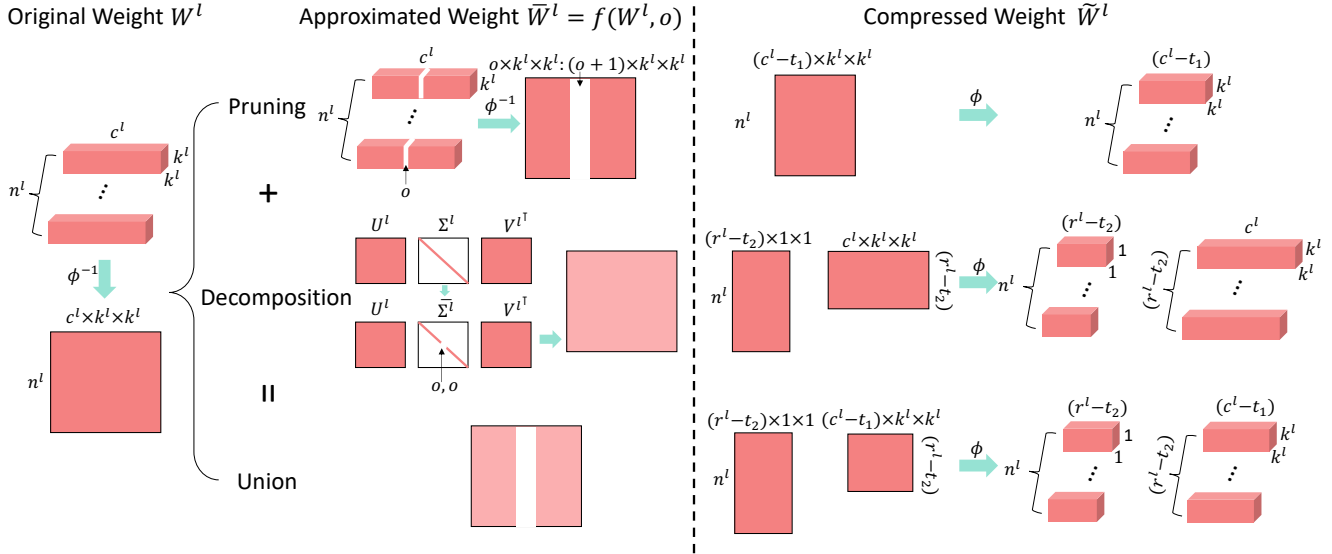 Original Weight W^l
Approximated Weight W̅^l = f(W^l, o)
Compressed Weight W̃^l
c^l
k^l
k^l
n^l
⋮
ϕ^{-1}
c^l×k^l×k^l
n^l
Pruning
+
Decomposition
=
Union
c^l
k^l
n^l
⋮
o
ϕ^{-1}
o×k^l×k^l:(o+1)×k^l×k^l
U^l
Σ^l
V^{l⊺}
U^l
Σ̅^l
V^{l⊺}
o, o
(c^l−t_1)×k^l×k^l
n^l
ϕ
(c^l−t_1)
k^l
k^l
n^l
⋮
(r^l−t_2)×1×1
n^l
c^l×k^l×k^l
(r^l−t_2)
ϕ
(r^l−t_2)
1
1
n^l
⋮
c^l
k^l
k^l
(r^l−t_2)
⋮
(r^l−t_2)×1×1
n^l
(c^l−t_1)×k^l×k^l
(r^l−t_2)
ϕ
(r^l−t_2)
1
1
n^l
⋮
(c^l−t_1)
k^l
k^l
(r^l−t_2)
⋮